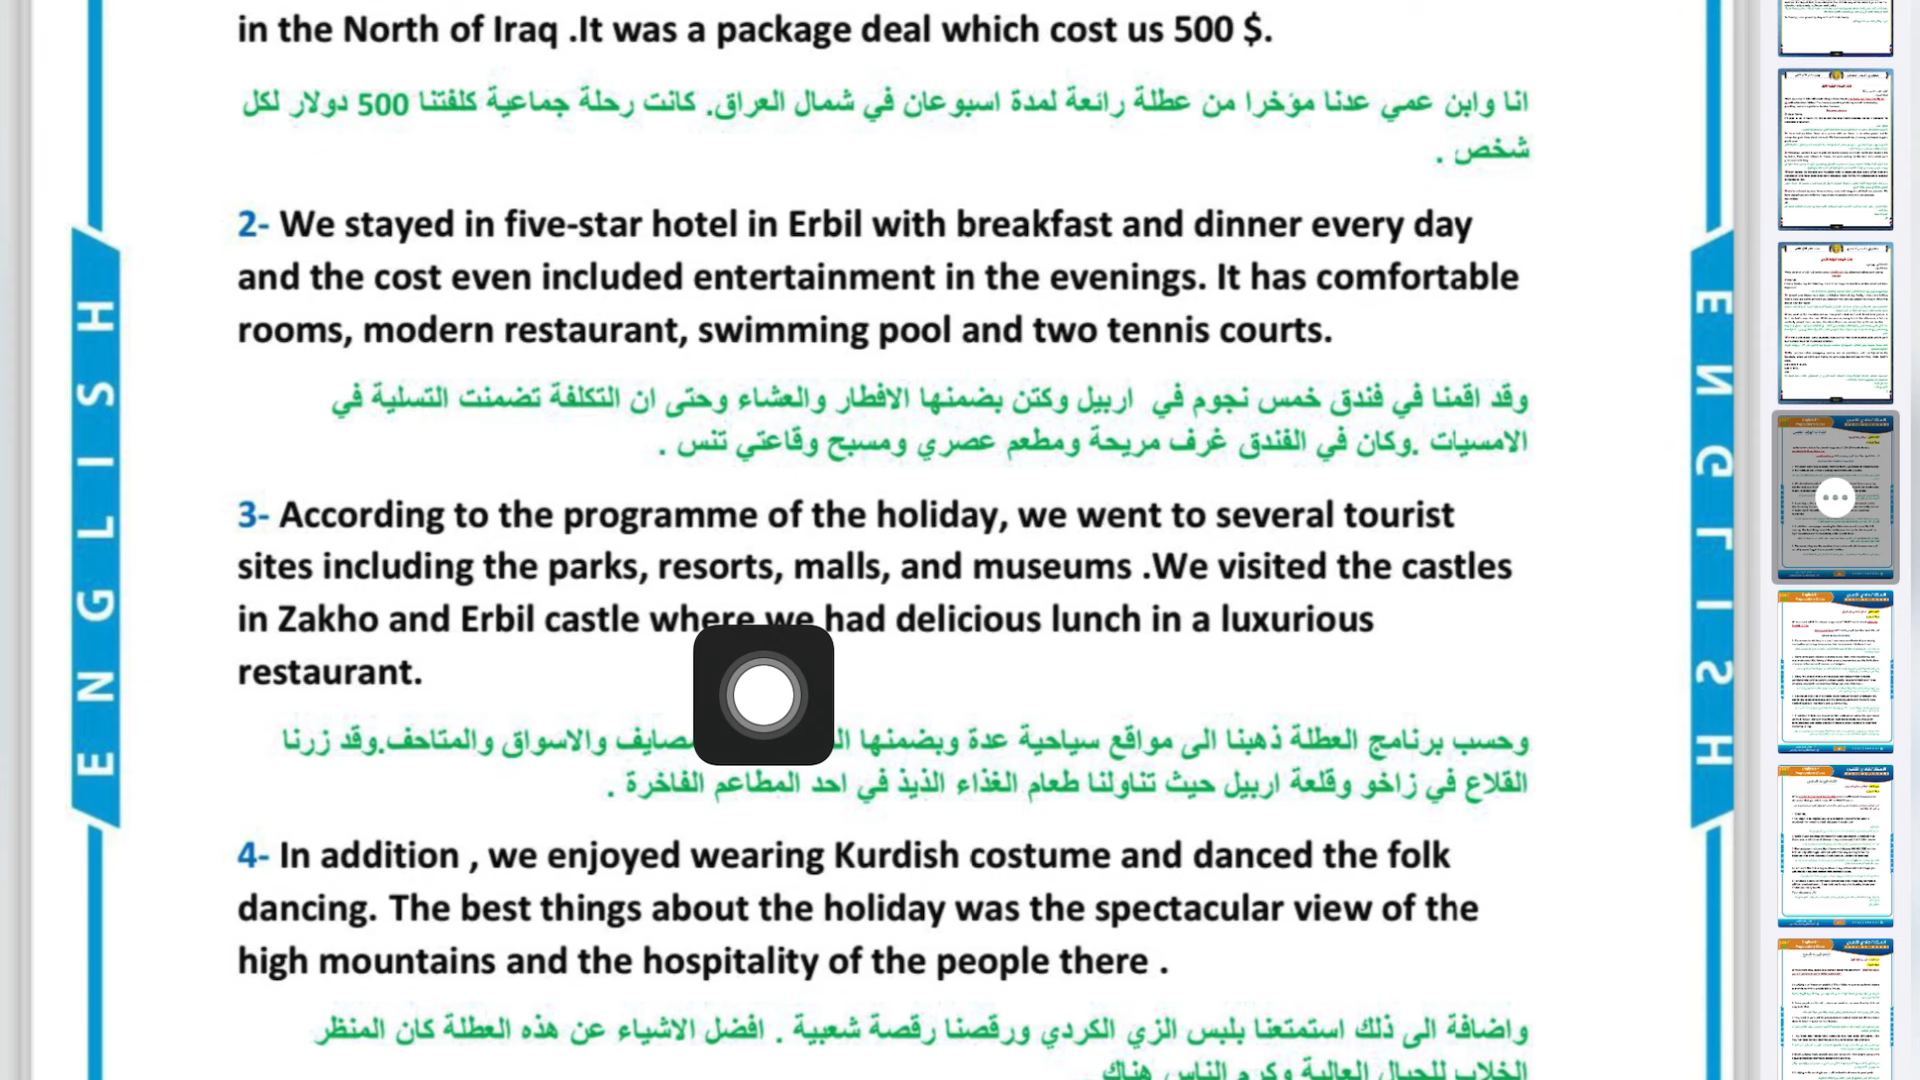 in the North of Iraq .It was a package deal which cost us 500 $.
انا وابن عمي عدنا مؤخرا من عطلة رائعة لمدة اسبوعان في شمال العراق. كانت رحلة جماعية كلفتنا 500 دولار لكل
شخص .
2- We stayed in five-star hotel in Erbil with breakfast and dinner every day
and the cost even included entertainment in the evenings. It has comfortable
rooms, modern restaurant, swimming pool and two tennis courts.
وقد اقمنا في فندق خمس نجوم في اربيل وكتن بضمنها الافطار والعشاء وحتى ان التكلفة تضمنت التسلية في
الامسيات .وكان في الفندق غرف مريحة ومطعم عصري ومسبح وقاعتي تنس .
3- According to the programme of the holiday, we went to several tourist
sites including the parks, resorts, malls, and museums .We visited the castles
in Zakho and Erbil castle where we had delicious lunch in a luxurious
restaurant.
وحسب برنامج العطلة ذهبنا الى مواقع سياحية عدة وبضمنها والاسواق والمتاحف.وقد زرنا
القلاع في زاخو وقلعة اربيل حيث تناولنا طعام الغذاء الذيذ في احد المطاعم الفاخرة .
4- In addition , we enjoyed wearing Kurdish costume and danced the folk
dancing. The best things about the holiday was the spectacular view of the
high mountains and the hospitality of the people there .
واضافة الى ذلك استمتعنا بلبس الزي الكردي ورقصنا رقصة شعبية . افضل الاشياء عن هذه العطلة كان المنظر
الخلاب للجبال العالية وكرم الناس هناك
ENGLISH
ENGLISH